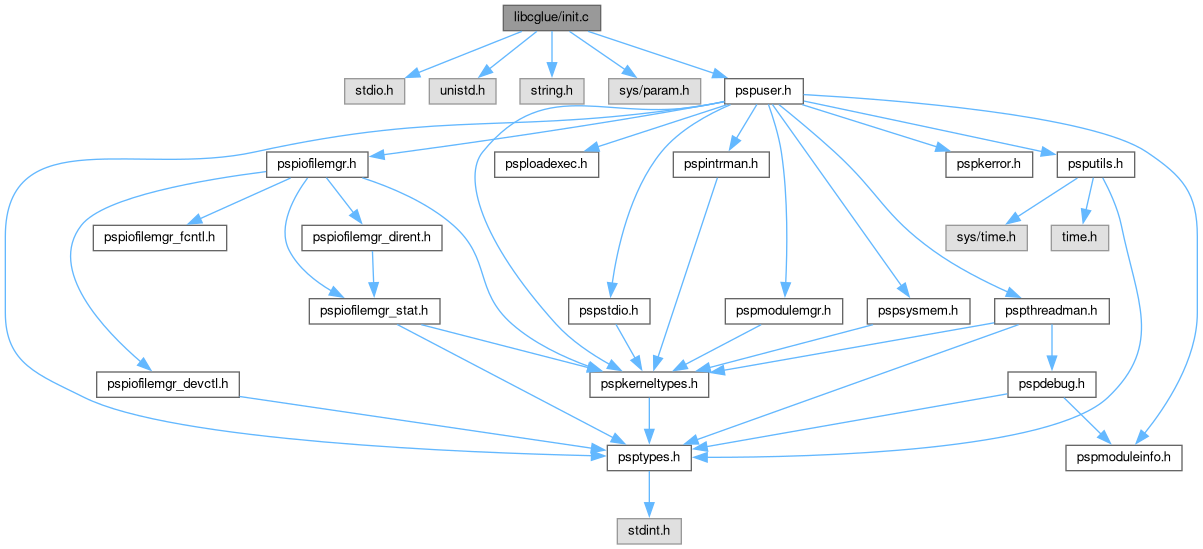 libcglue/init.c
stdio.h
unistd.h
string.h
sys/param.h
pspuser.h
pspiofilemgr.h
psploadexec.h
pspintrman.h
pspkerror.h
psputils.h
pspiofilemgr_fcntl.h
pspiofilemgr_dirent.h
sys/time.h
time.h
pspiofilemgr_stat.h
pspstdio.h
pspmodulemgr.h
pspsysmem.h
pspthreadman.h
pspiofilemgr_devctl.h
pspkerneltypes.h
pspdebug.h
psptypes.h
pspmoduleinfo.h
stdint.h